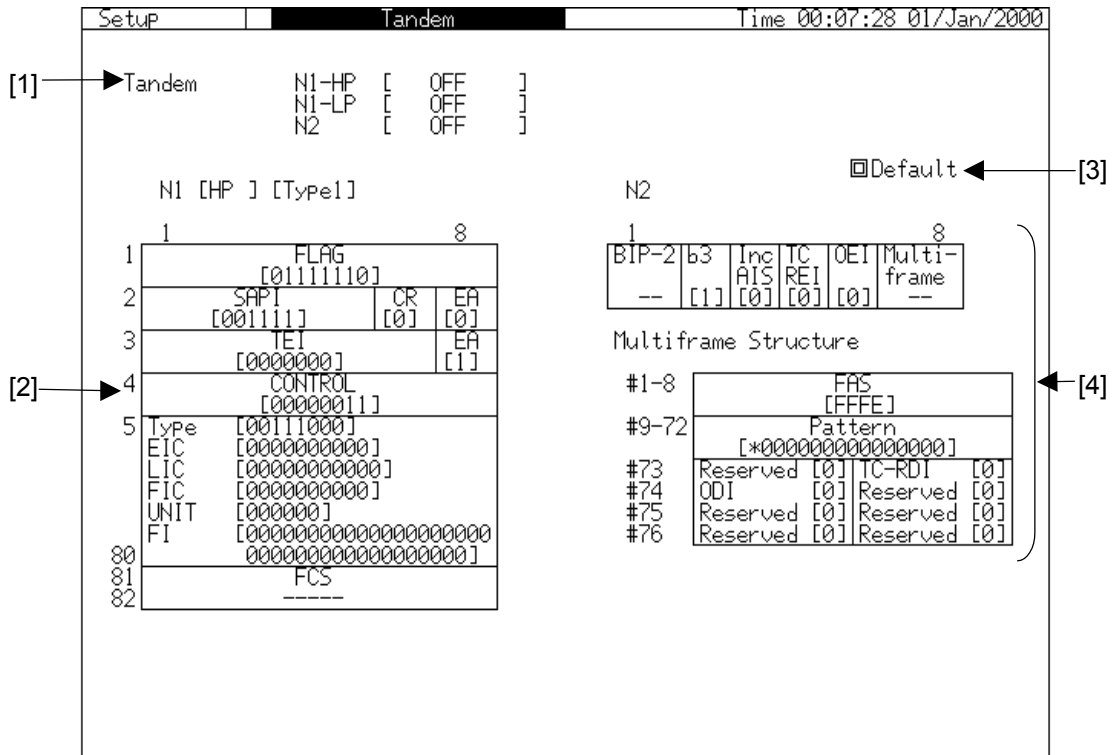 Setup Tandem Time 00:07:28 01/Jan/2000
[1] Tandem N1-HP [ OFF ]
N1-LP [ OFF ]
N2 [ OFF ]
Default [3]
N1 [HP ] [Type1] N2
1 8 1 8
1 FLAG BIP-2 b3 Inc TC OEI Multi-
[01111110] AIS REI frame
2 SAPI CR EA -- [1] [0] [0] [0] --
[001111] [0] [0]
3 TEI EA Multiframe Structure
[0000000] [1]
[2] 4 CONTROL #1-8 FAS [4]
[00000011] [FFFE]
5 Type [00111000] #9-72 Pattern
EIC [0000000000] [*000000000000000]
LIC [00000000000] #73 Reserved [0] TC-RDI [0]
FIC [0000000000] #74 ODI [0] Reserved [0]
UNIT [000000] #75 Reserved [0] Reserved [0]
FI [0000000000000000000 #76 Reserved [0] Reserved [0]
80 0000000000000000000]
81 FCS
82 -----